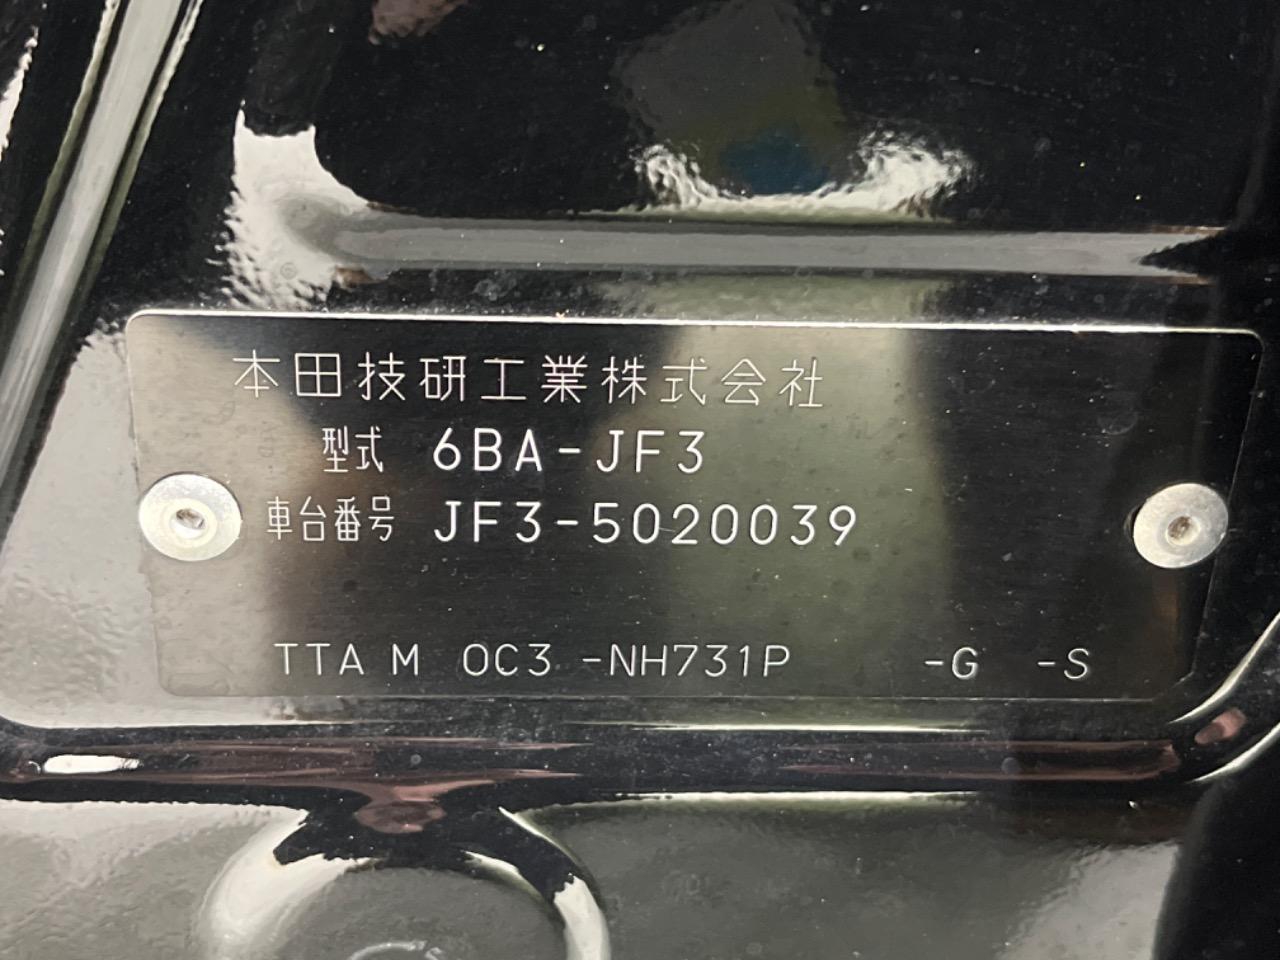 本田技研工業株式会社
型式 6BA-JF3
車台番号 JF3-5020039
TTA M OC3 -NH731P -G -S